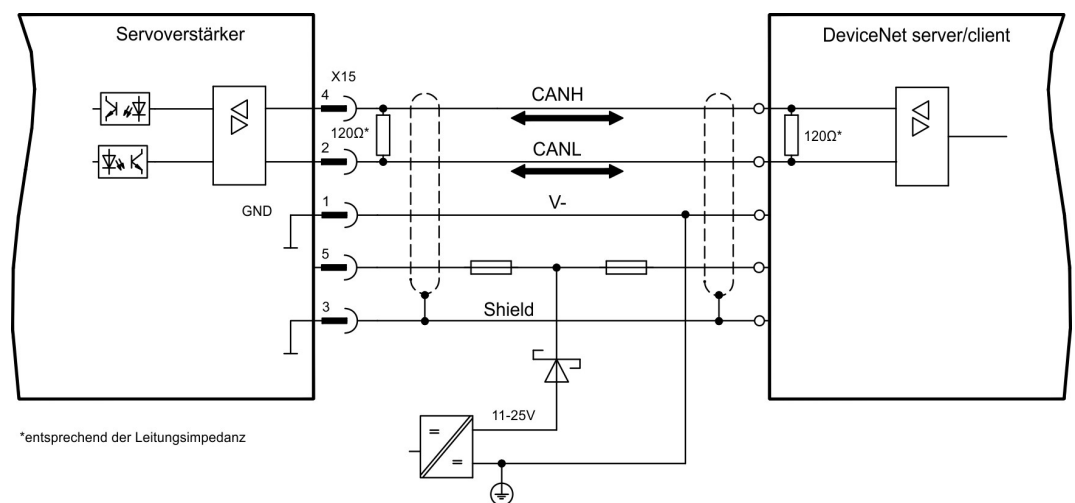 Servoverstärker
DeviceNet server/client
X15
4
CANH
120Ω*
120Ω*
2
CANL
1
GND
V-
5
3
Shield
11-25V
=
=
*entsprechend der Leitungsimpedanz